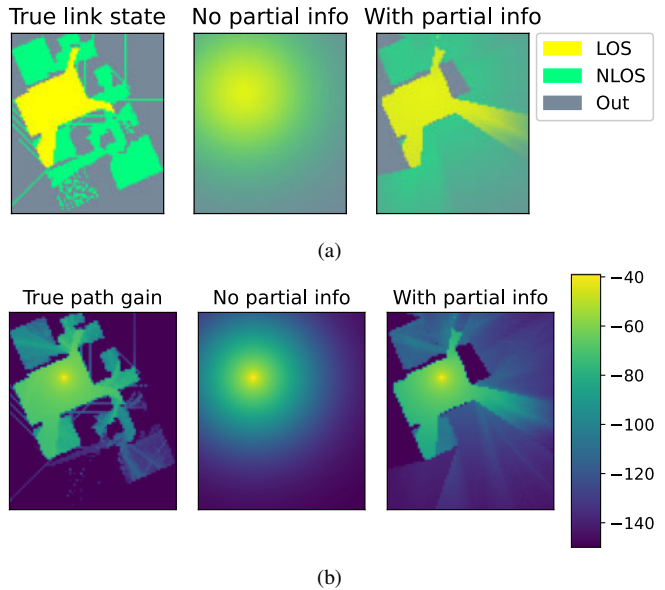 True link state
No partial info
With partial info
LOS
NLOS
Out
(a)
True path gain
No partial info
With partial info
−40
−60
−80
−100
−120
−140
(b)